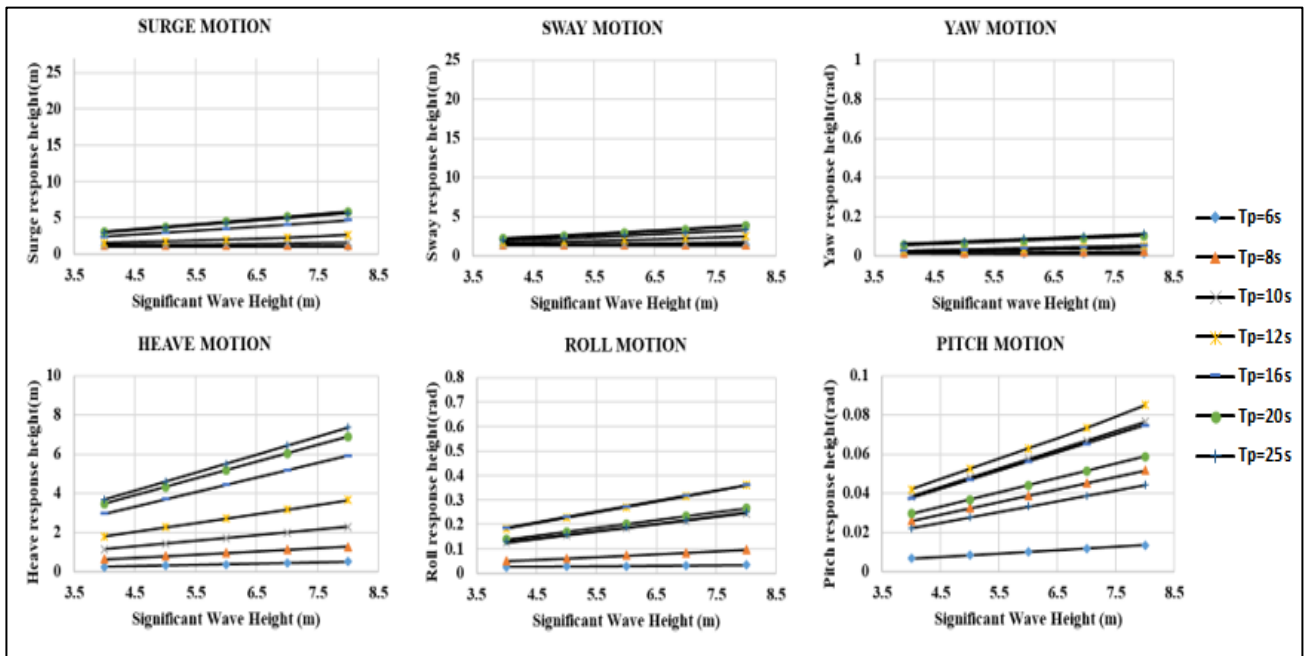 SURGE MOTION
Surge response height(m)
25
20
15
10
5
0
3.5 4.5 5.5 6.5 7.5 8.5
Significant Wave Height (m)
SWAY MOTION
Sway response height(m)
25
20
15
10
5
0
3.5 4.5 5.5 6.5 7.5 8.5
Significant Wave Height (m)
YAW MOTION
Yaw response height(rad)
1
0.8
0.6
0.4
0.2
0
3.5 4.5 5.5 6.5 7.5 8.5
Significant wave Height (m)
HEAVE MOTION
Heave response height(m)
10
8
6
4
2
0
3.5 4.5 5.5 6.5 7.5 8.5
Significant Wave Height (m)
ROLL MOTION
Roll response height(rad)
0.8
0.7
0.6
0.5
0.4
0.3
0.2
0.1
0
3.5 4.5 5.5 6.5 7.5 8.5
Significant Wave Height (m)
PITCH MOTION
Pitch response height(rad)
0.1
0.08
0.06
0.04
0.02
0
3.5 4.5 5.5 6.5 7.5 8.5
Significant Wave Height (m)
Tp=6s
Tp=8s
Tp=10s
Tp=12s
Tp=16s
Tp=20s
Tp=25s